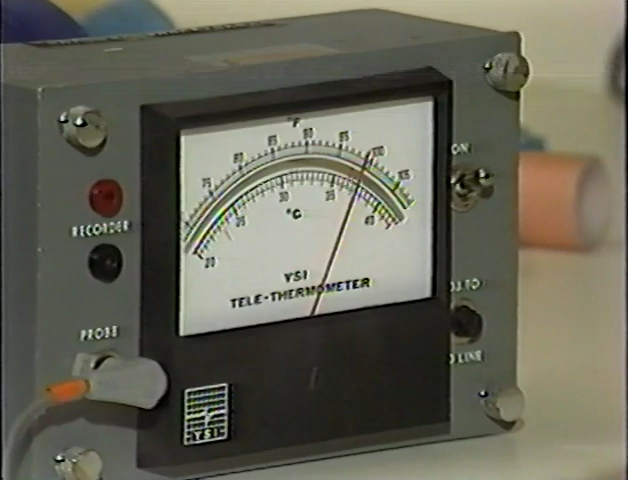 °F
75 80 85 90 95 100 105
20 25 30 35 40
°C
YSI
TELE-THERMOMETER
RECORDER
PROBE
ON
LINE
YSI